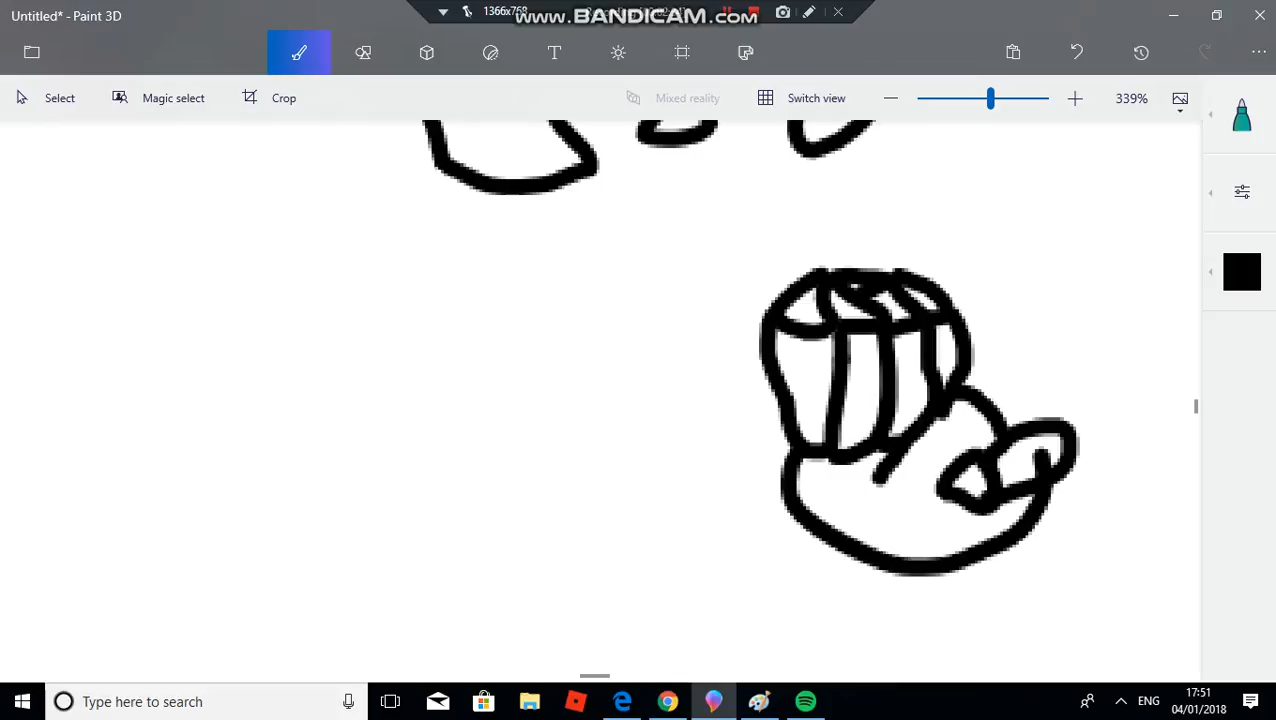 Untitled* - Paint 3D
1366x768
www.BANDICAM.com
Select
Magic select
Crop
Mixed reality
Switch view
339%
Type here to search
ENG
17:51
04/01/2018